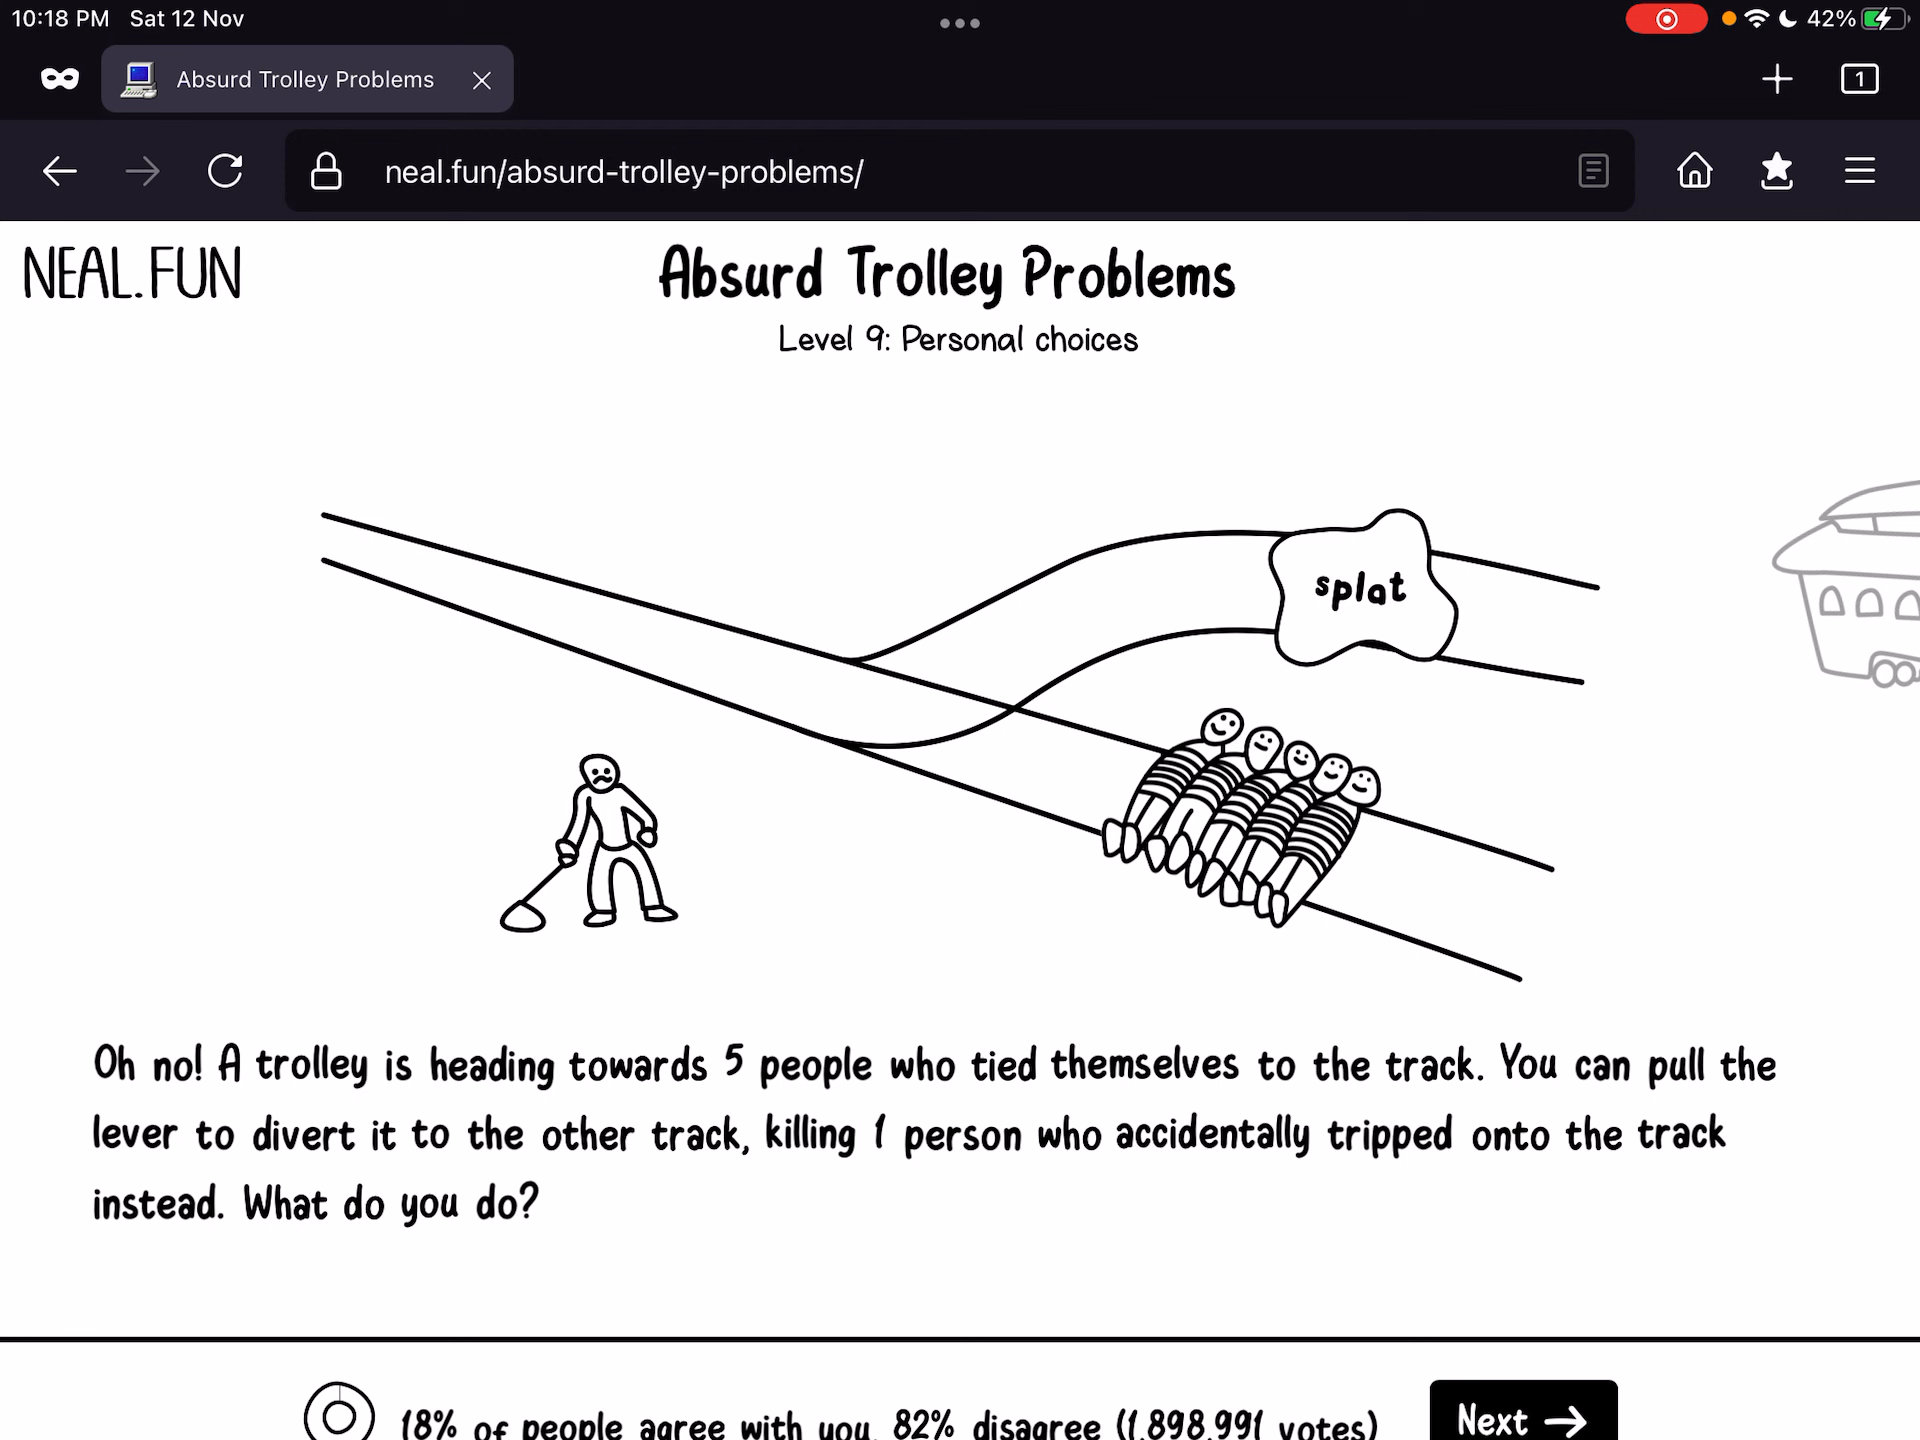 10:18 PM Sat 12 Nov
42%
Absurd Trolley Problems
1
neal.fun/absurd-trolley-problems/
NEAL.FUN
Absurd Trolley Problems
Level 9: Personal choices
splat
Oh no! A trolley is heading towards 5 people who tied themselves to the track. You can pull the
lever to divert it to the other track, killing 1 person who accidentally tripped onto the track
instead. What do you do?
18% of people agree with you, 82% disagree (1,898,991 votes)
Next →